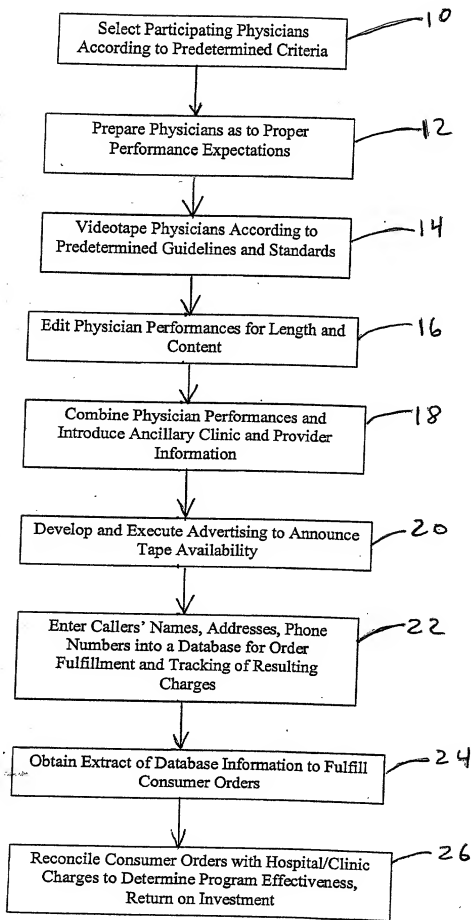 10
Select Participating Physicians
According to Predetermined Criteria
12
Prepare Physicians as to Proper
Performance Expectations
14
Videotape Physicians According to
Predetermined Guidelines and Standards
16
Edit Physician Performances for Length and
Content
18
Combine Physician Performances and
Introduce Ancillary Clinic and Provider
Information
20
Develop and Execute Advertising to Announce
Tape Availability
22
Enter Callers' Names, Addresses, Phone
Numbers into a Database for Order
Fulfillment and Tracking of Resulting
Charges
24
Obtain Extract of Database Information to Fulfill
Consumer Orders
26
Reconcile Consumer Orders with Hospital/Clinic
Charges to Determine Program Effectiveness,
Return on Investment